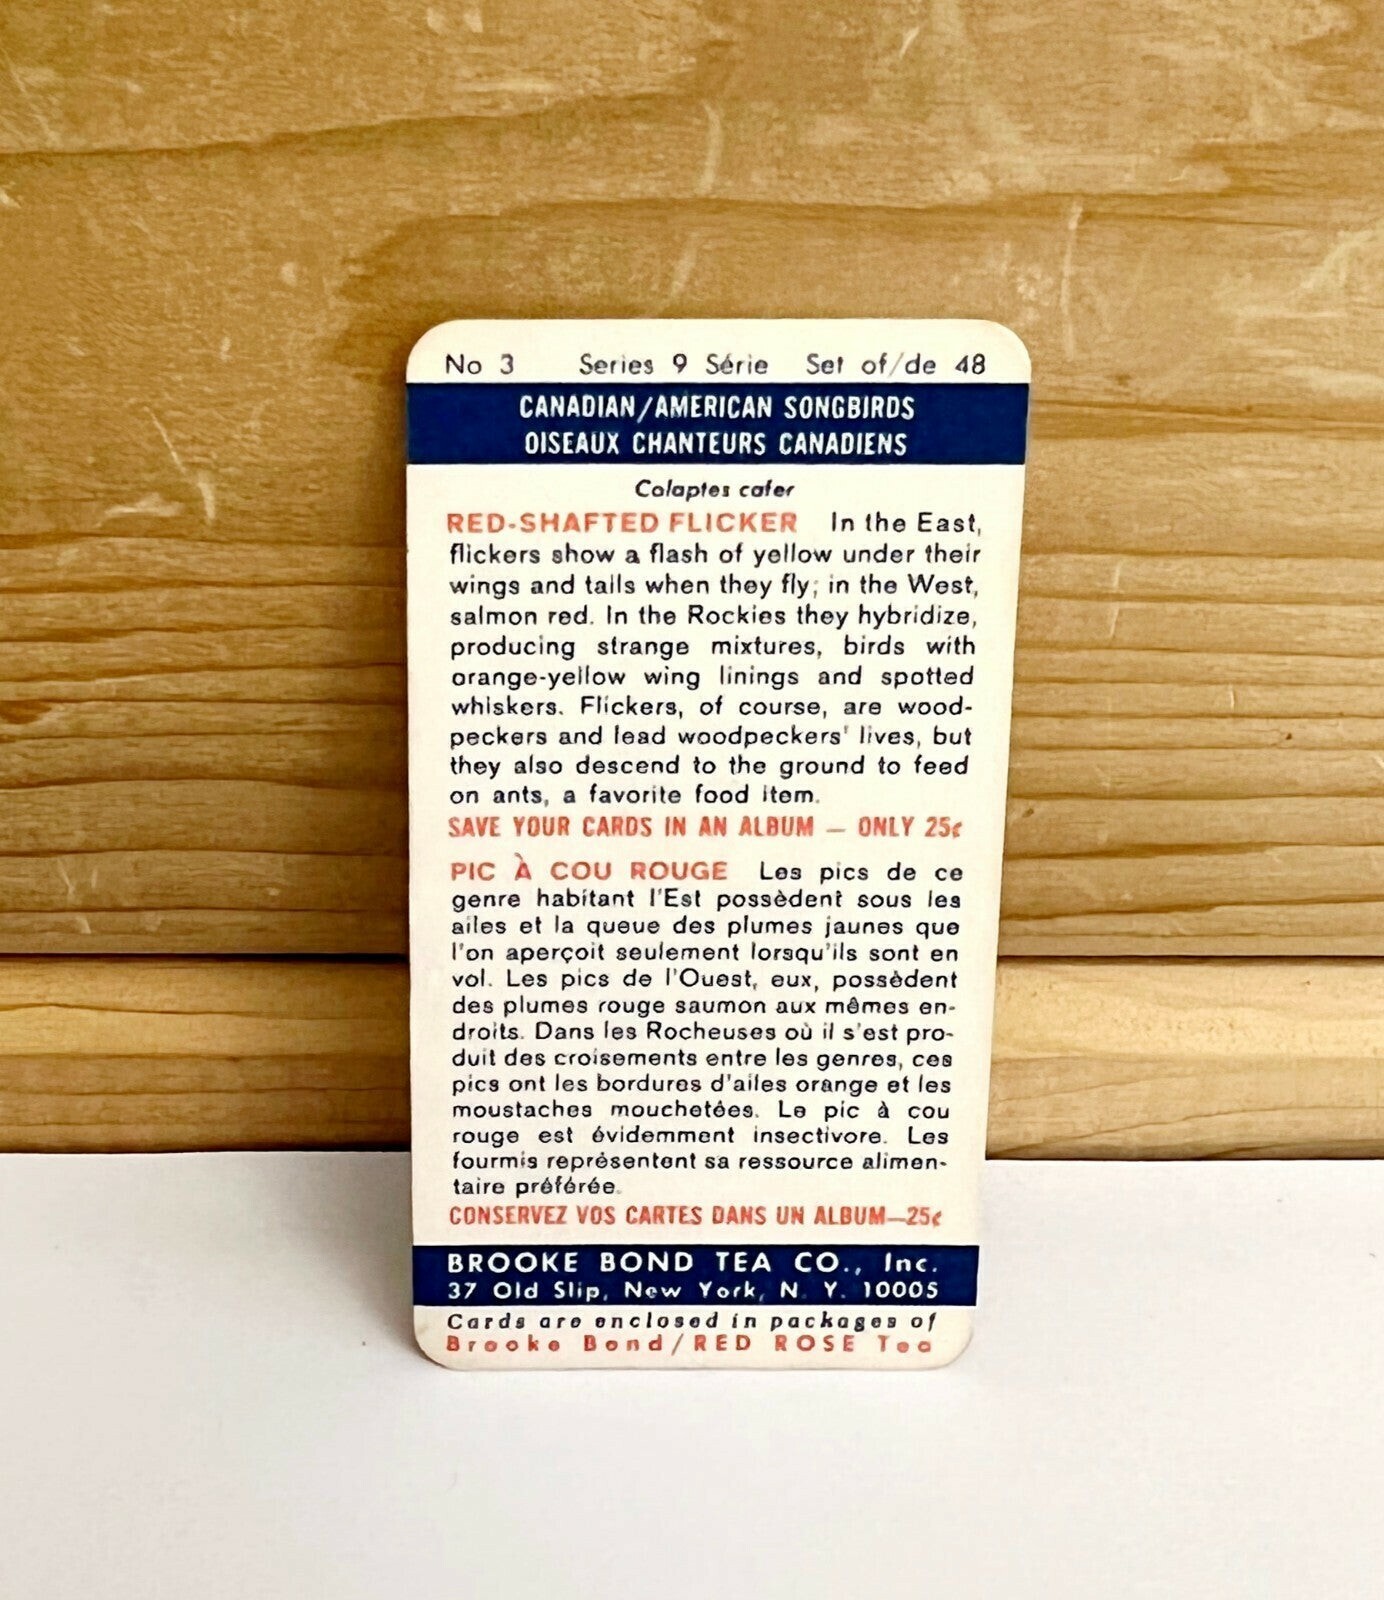 No 3 Series 9 Série Set of/de 48
CANADIAN/AMERICAN SONGBIRDS
OISEAUX CHANTEURS CANADIENS
Colaptes cafer
RED-SHAFTED FLICKER In the East,
flickers show a flash of yellow under their
wings and tails when they fly; in the West,
salmon red. In the Rockies they hybridize,
producing strange mixtures, birds with
orange-yellow wing linings and spotted
whiskers. Flickers, of course, are wood-
peckers and lead woodpeckers' lives, but
they also descend to the ground to feed
on ants, a favorite food item.
SAVE YOUR CARDS IN AN ALBUM — ONLY 25¢
PIC À COU ROUGE Les pics de ce
genre habitant l'Est possèdent sous les
ailes et la queue des plumes jaunes que
l'on aperçoit seulement lorsqu'ils sont en
vol. Les pics de l'Ouest, eux, possèdent
des plumes rouge saumon aux mêmes en-
droits. Dans les Rocheuses où il s'est pro-
duit des croisements entre les genres, ces
pics ont les bordures d'ailes orange et les
moustaches mouchetées. Le pic à cou
rouge est évidemment insectivore. Les
fourmis représentent sa ressource alimen-
taire préférée.
CONSERVEZ VOS CARTES DANS UN ALBUM—25¢
BROOKE BOND TEA CO., Inc.
37 Old Slip, New York, N. Y. 10005
Cards are enclosed in packages of
Brooke Bond/RED ROSE Tea